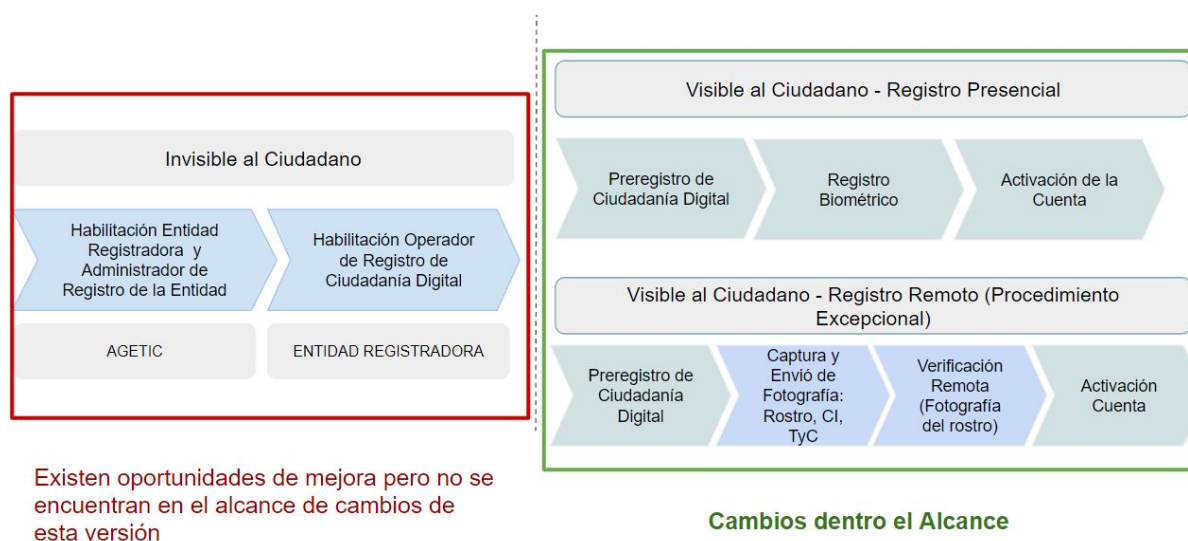 Invisible al Ciudadano
Habilitación Entidad
Registradora y
Administrador de
Registro de la Entidad
Habilitación Operador
de Registro de
Ciudadanía Digital
AGETIC
ENTIDAD REGISTRADORA
Existen oportunidades de mejora pero no se
encuentran en el alcance de cambios de
esta versión
Visible al Ciudadano - Registro Presencial
Preregistro de
Ciudadanía Digital
Registro
Biométrico
Activación de la
Cuenta
Visible al Ciudadano - Registro Remoto (Procedimiento
Excepcional)
Preregistro de
Ciudadanía
Digital
Captura y
Envió de
Fotografía:
Rostro, CI,
TyC
Verificación
Remota
(Fotografía
del rostro)
Activación
Cuenta
Cambios dentro el Alcance